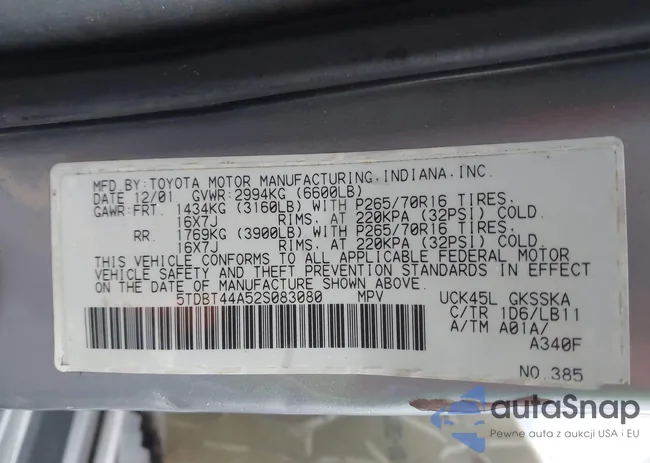 MFD.BY:TOYOTA MOTOR MANUFACTURING.INDIANA.INC.
DATE 12/01 GVWR:2994KG (6600LB)
GAWR:FRT. 1434KG (3160LB) WITH P265/70R16 TIRES,
16X7J RIMS, AT 220KPA (32PSI) COLD.
RR. 1769KG (3900LB) WITH P265/70R16 TIRES,
16X7J RIMS, AT 220KPA (32PSI) COLD.
THIS VEHICLE CONFORMS TO ALL APPLICABLE FEDERAL MOTOR
VEHICLE SAFETY AND THEFT PREVENTION STANDARDS IN EFFECT
ON THE DATE OF MANUFACTURE SHOWN ABOVE.
5TDBT44A52S083080 MPV UCK45L GKSSKA
C/TR 1D6/LB11
A/TM A01A/
A340F
NO.385
autaSnap
Pewne auta z aukcji USA i EU